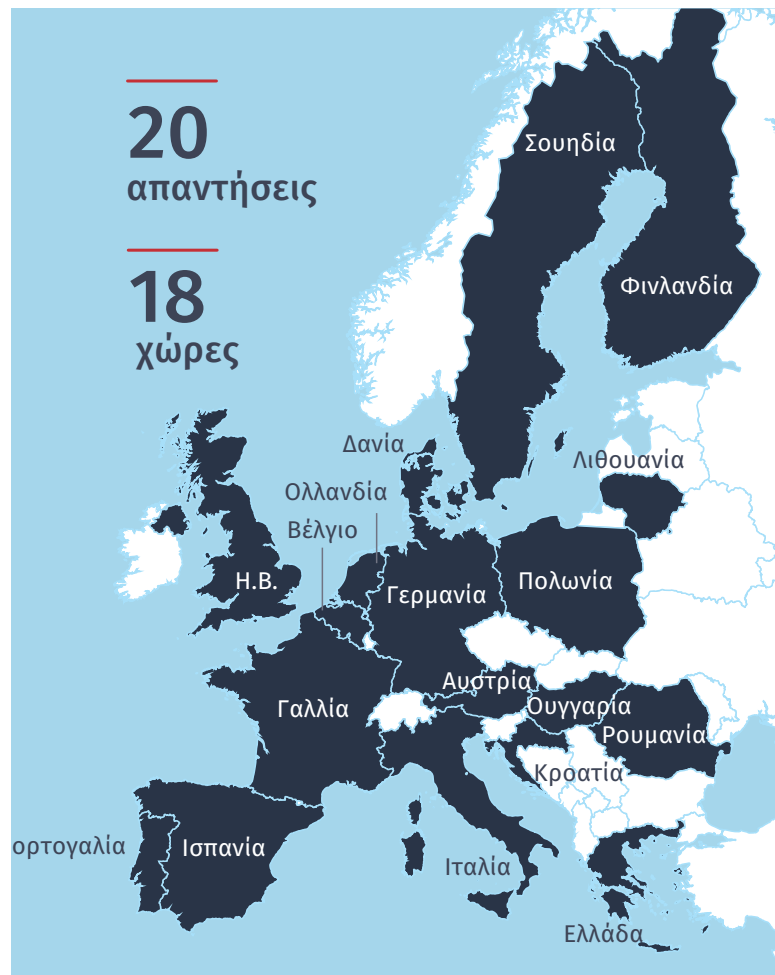 20
απαντήσεις
18
χώρες
Σουηδία
Φινλανδία
Δανία
Λιθουανία
Ολλανδία
Βέλγιο
Η.Β.
Γερμανία
Πολωνία
Αυστρία
Γαλλία
Ουγγαρία
Ρουμανία
Κροατία
ορτογαλία
Ισπανία
Ιταλία
Ελλάδα